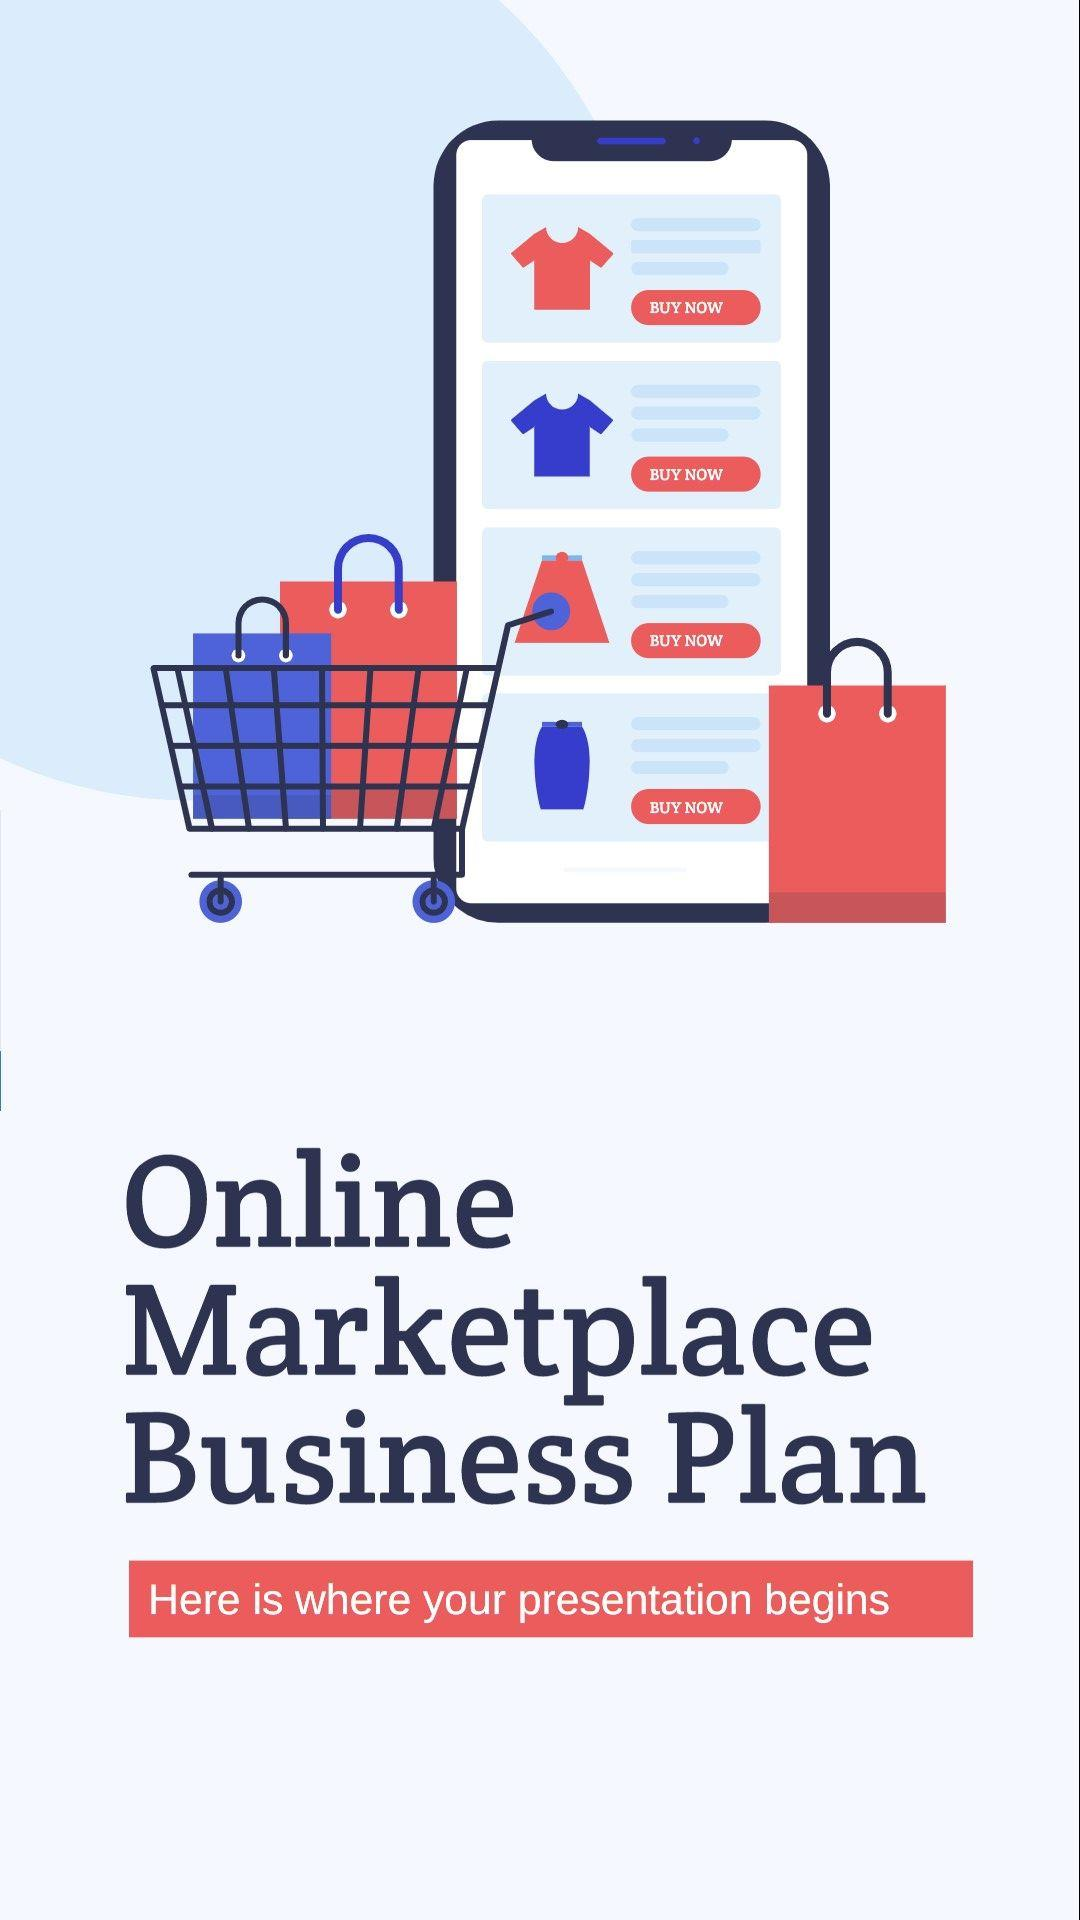 BUY NOW
BUY NOW
BUY NOW
BUY NOW
Online
Marketplace
Business Plan
Here is where your presentation begins